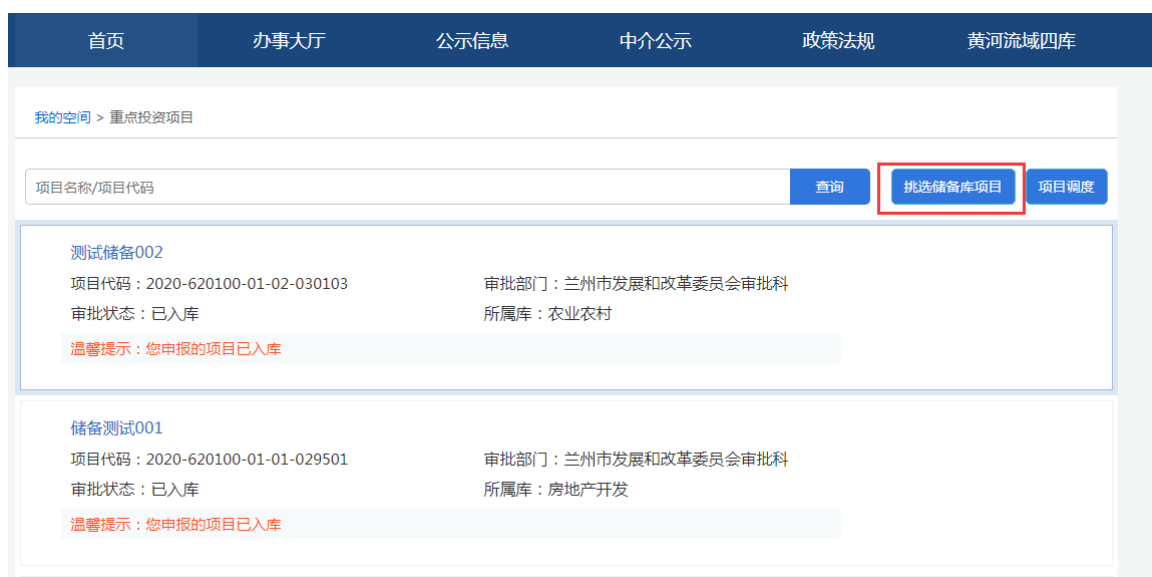 首页 办事大厅 公示信息 中介公示 政策法规 黄河流域四库
我的空间 > 重点投资项目
项目名称/项目代码 查询 挑选储备库项目 项目调度
测试储备002
项目代码：2020-620100-01-02-030103 审批部门：兰州市发展和改革委员会审批科
审批状态：已入库 所属库：农业农村
温馨提示：您申报的项目已入库
储备测试001
项目代码：2020-620100-01-01-029501 审批部门：兰州市发展和改革委员会审批科
审批状态：已入库 所属库：房地产开发
温馨提示：您申报的项目已入库